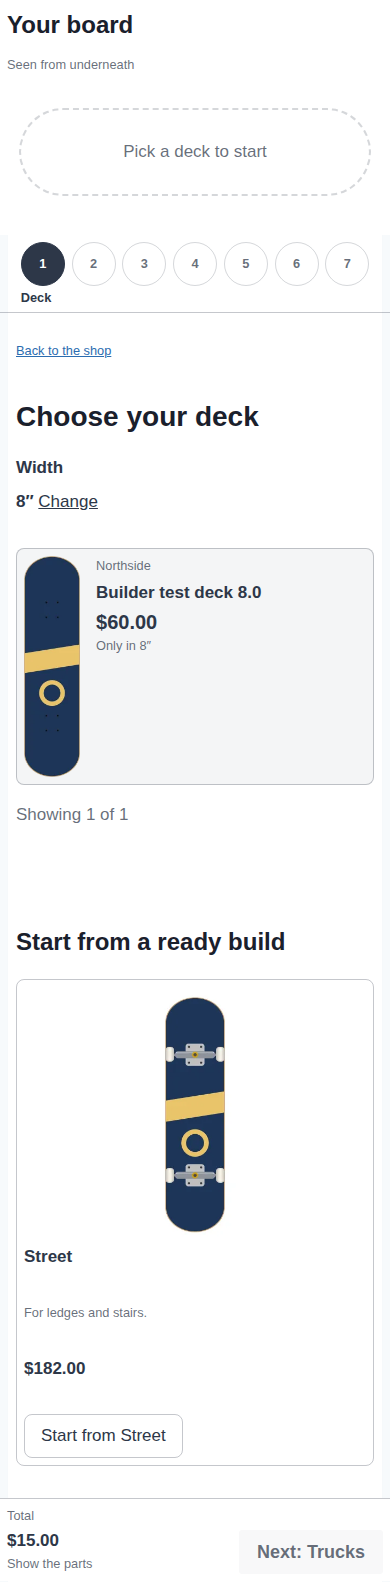 Your board
Seen from underneath
Pick a deck to start
1 2 3 4 5 6 7
Deck
Back to the shop
Choose your deck
Width
8″ Change
Northside
Builder test deck 8.0
$60.00
Only in 8″
Showing 1 of 1
Start from a ready build
Street
For ledges and stairs.
$182.00
Start from Street
Total
$15.00
Show the parts
Next: Trucks